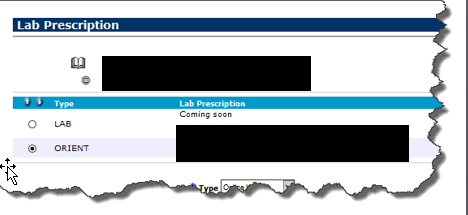 Lab Prescription
©
Type Lab Prescription
Coming soon
LAB
ORIENT
Type